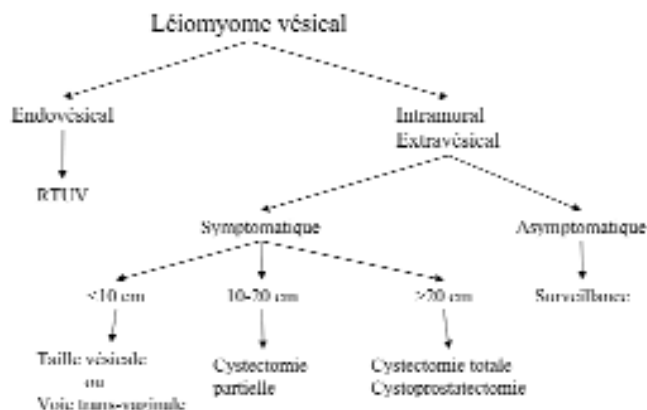 Léiomyome vésical
Endovésical
Intramural
Extravésical
RTUV
Symptomatique
Asymptomatique
<10 cm
10-20 cm
>20 cm
Surveillance
Taille vésicale
ou
Voie trans-vaginale
Cystectomie
partielle
Cystectomie totale
Cystoprostatectomie